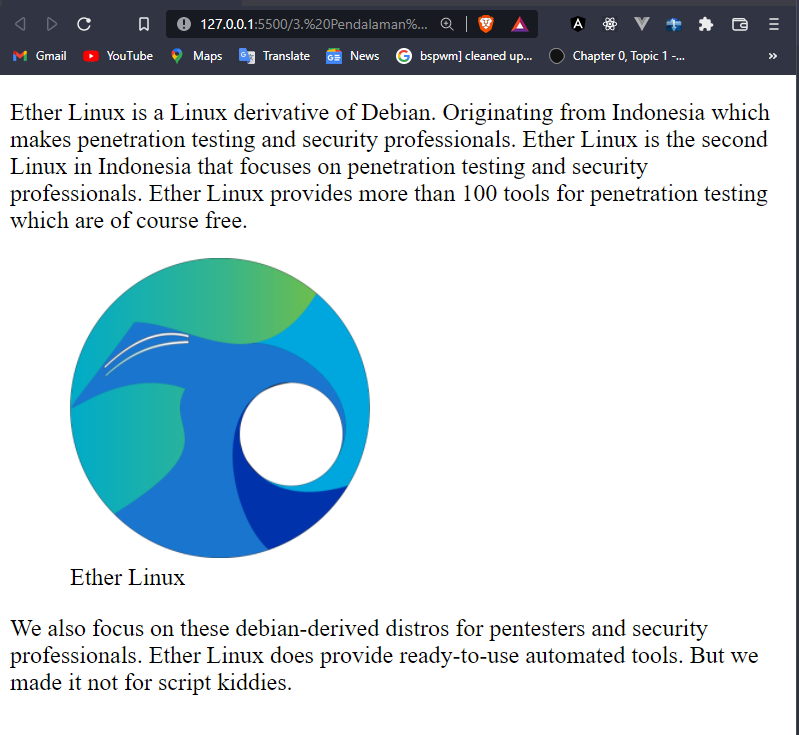 127.0.0.1:5500/3.%20Pendalaman%...
Gmail YouTube Maps Translate News bspwm] cleaned up... Chapter 0, Topic 1 -... »
Ether Linux is a Linux derivative of Debian. Originating from Indonesia which
makes penetration testing and security professionals. Ether Linux is the second
Linux in Indonesia that focuses on penetration testing and security
professionals. Ether Linux provides more than 100 tools for penetration testing
which are of course free.
Ether Linux
We also focus on these debian-derived distros for pentesters and security
professionals. Ether Linux does provide ready-to-use automated tools. But we
made it not for script kiddies.